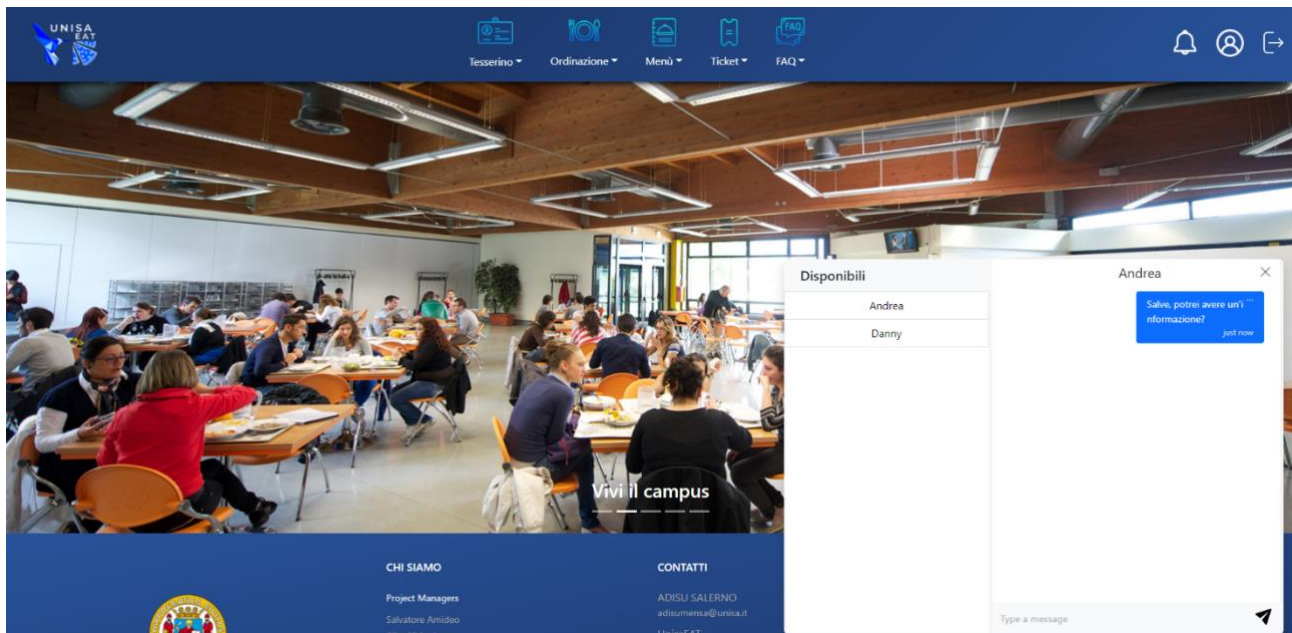 UNISA
EAT
FAQ
Tesserino
Ordinazione
Menù
Ticket
FAQ
Disponibili
Andrea
Danny
Andrea
Salve, potrei avere un'i
nformazione?
just now
Type a message
Vivi il campus
CHI SIAMO
Project Managers
Salvatore Amideo
CONTATTI
ADISU SALERNO
adisumensa@unisa.it